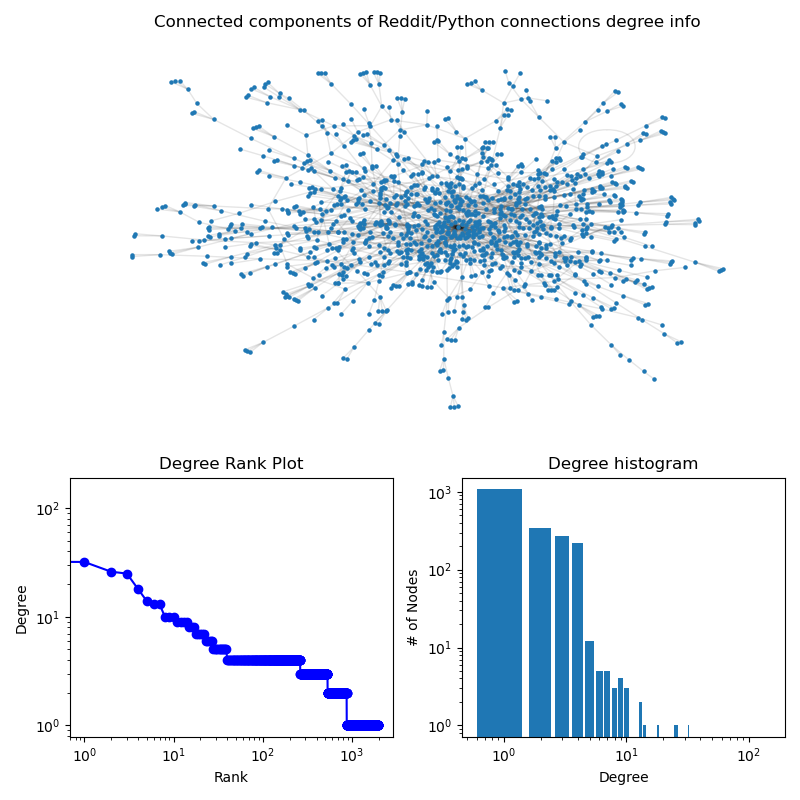 Connected components of Reddit/Python connections degree info
Degree Rank Plot
Degree histogram
10² 10¹ 10⁰
Degree
10⁰ 10¹ 10² 10³
Rank
10³ 10² 10¹ 10⁰
# of Nodes
10⁰ 10¹ 10²
Degree